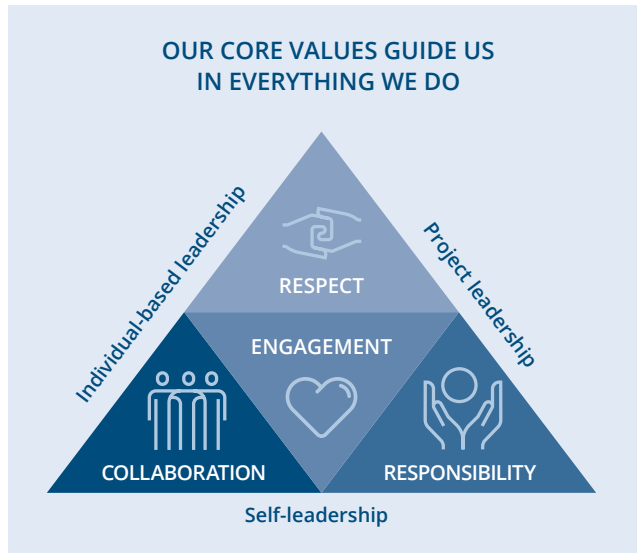 OUR CORE VALUES GUIDE US
IN EVERYTHING WE DO
Individual-based leadership
Project leadership
RESPECT
ENGAGEMENT
COLLABORATION
RESPONSIBILITY
Self-leadership